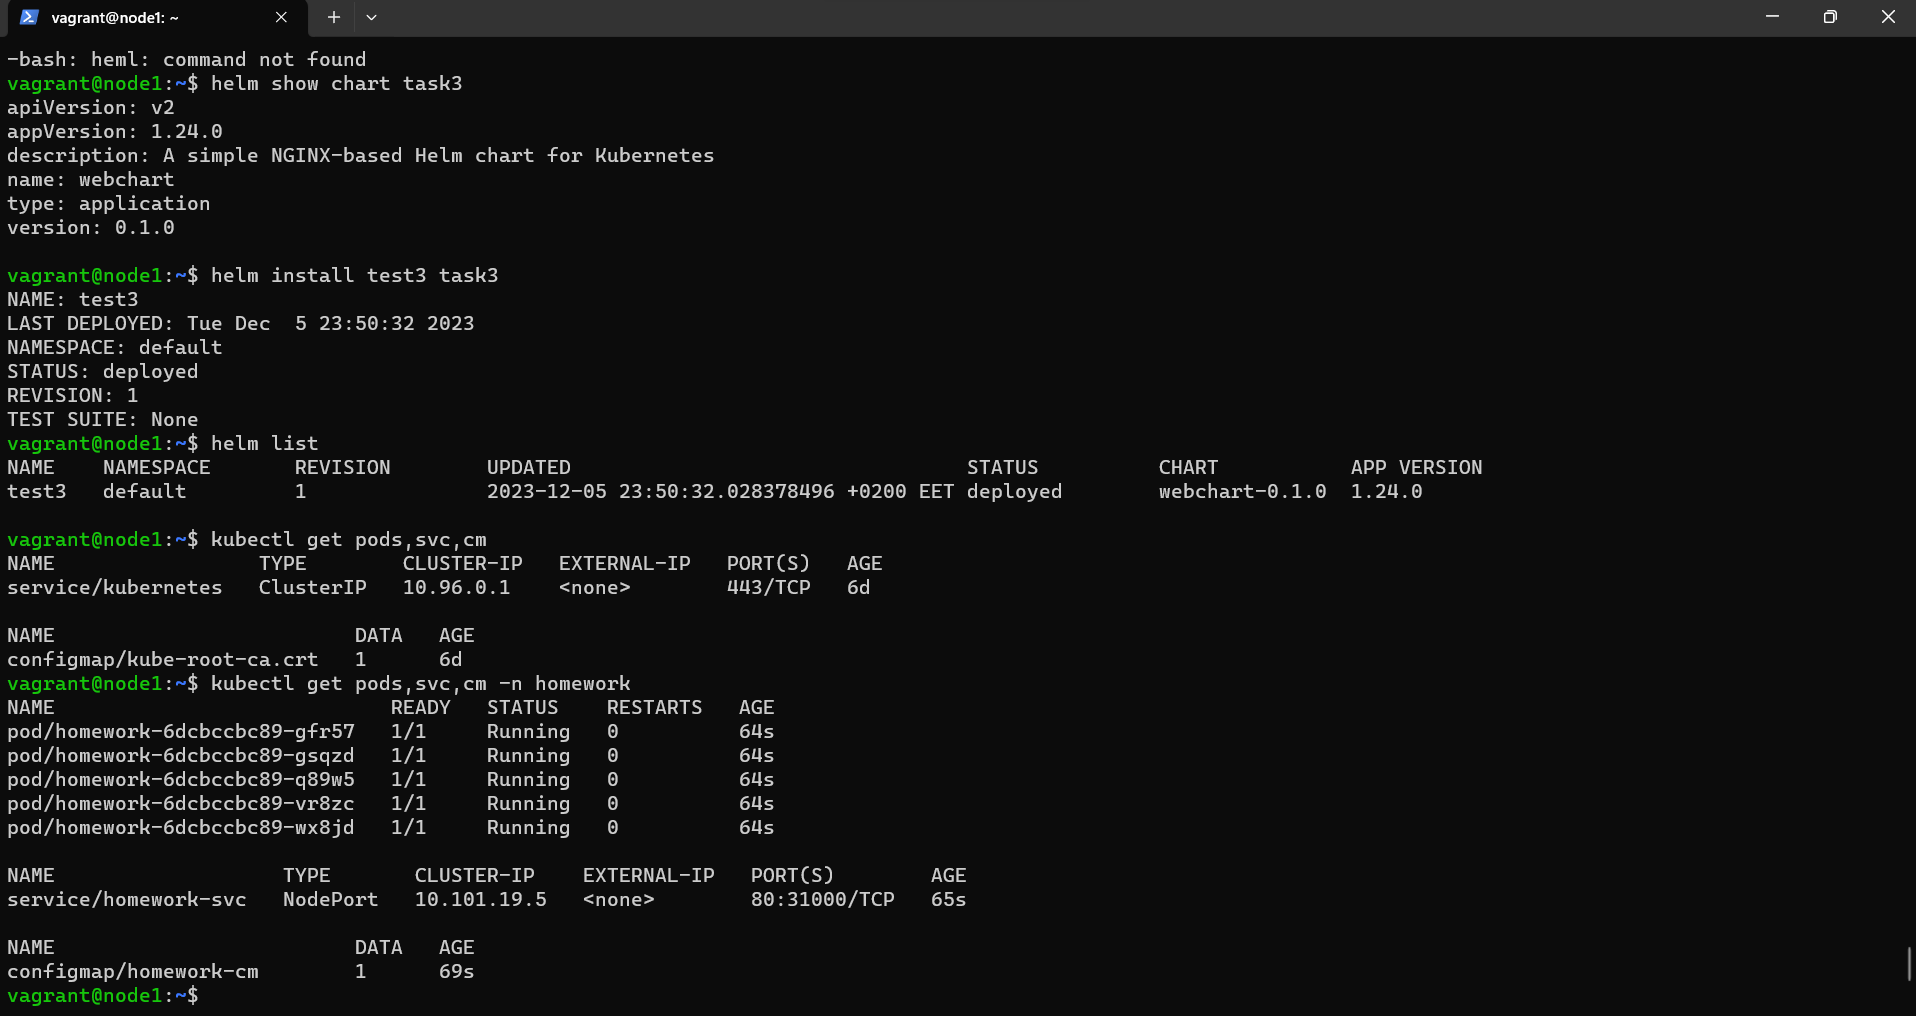 vagrant@node1: ~
-bash: heml: command not found
vagrant@node1:~$ helm show chart task3
apiVersion: v2
appVersion: 1.24.0
description: A simple NGINX-based Helm chart for Kubernetes
name: webchart
type: application
version: 0.1.0
vagrant@node1:~$ helm install test3 task3
NAME: test3
LAST DEPLOYED: Tue Dec  5 23:50:32 2023
NAMESPACE: default
STATUS: deployed
REVISION: 1
TEST SUITE: None
vagrant@node1:~$ helm list
NAME    NAMESPACE       REVISION        UPDATED                                 STATUS          CHART           APP VERSION
test3   default         1               2023-12-05 23:50:32.028378496 +0200 EET deployed        webchart-0.1.0  1.24.0
vagrant@node1:~$ kubectl get pods,svc,cm
NAME                 TYPE        CLUSTER-IP   EXTERNAL-IP   PORT(S)   AGE
service/kubernetes   ClusterIP   10.96.0.1    <none>        443/TCP   6d
NAME                         DATA   AGE
configmap/kube-root-ca.crt   1      6d
vagrant@node1:~$ kubectl get pods,svc,cm -n homework
NAME                            READY   STATUS    RESTARTS   AGE
pod/homework-6dcbccbc89-gfr57   1/1     Running   0          64s
pod/homework-6dcbccbc89-gsqzd   1/1     Running   0          64s
pod/homework-6dcbccbc89-q89w5   1/1     Running   0          64s
pod/homework-6dcbccbc89-vr8zc   1/1     Running   0          64s
pod/homework-6dcbccbc89-wx8jd   1/1     Running   0          64s
NAME                   TYPE       CLUSTER-IP    EXTERNAL-IP   PORT(S)        AGE
service/homework-svc   NodePort   10.101.19.5   <none>        80:31000/TCP   65s
NAME                         DATA   AGE
configmap/homework-cm        1      69s
vagrant@node1:~$